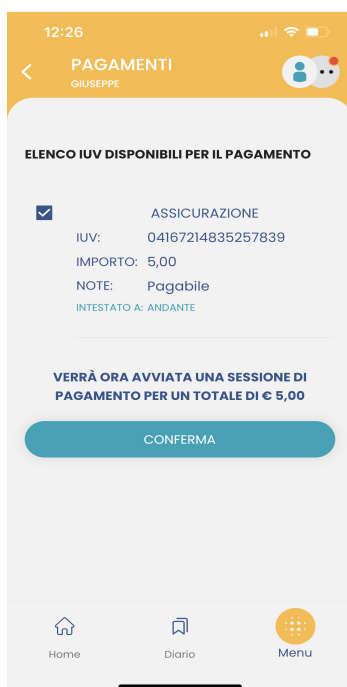 12:26
PAGAMENTI
GIUSEPPE
ELENCO IUV DISPONIBILI PER IL PAGAMENTO
ASSICURAZIONE
IUV: 04167214835257839
IMPORTO: 5,00
NOTE: Pagabile
INTESTATO A: ANDANTE
VERRÀ ORA AVVIATA UNA SESSIONE DI
PAGAMENTO PER UN TOTALE DI € 5,00
CONFERMA
Home Diario Menu